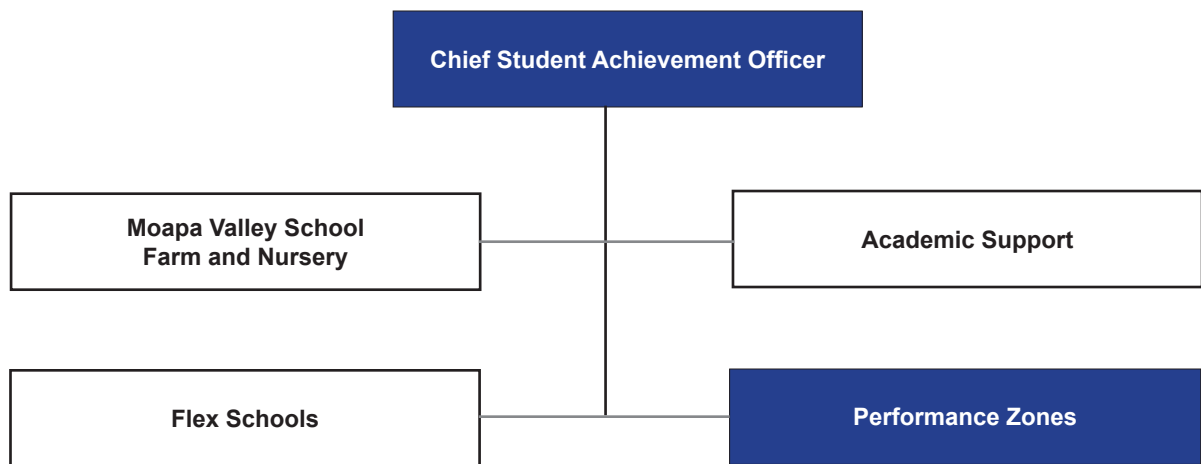 Chief Student Achievement Officer
Moapa Valley School
Farm and Nursery
Academic Support
Flex Schools
Performance Zones